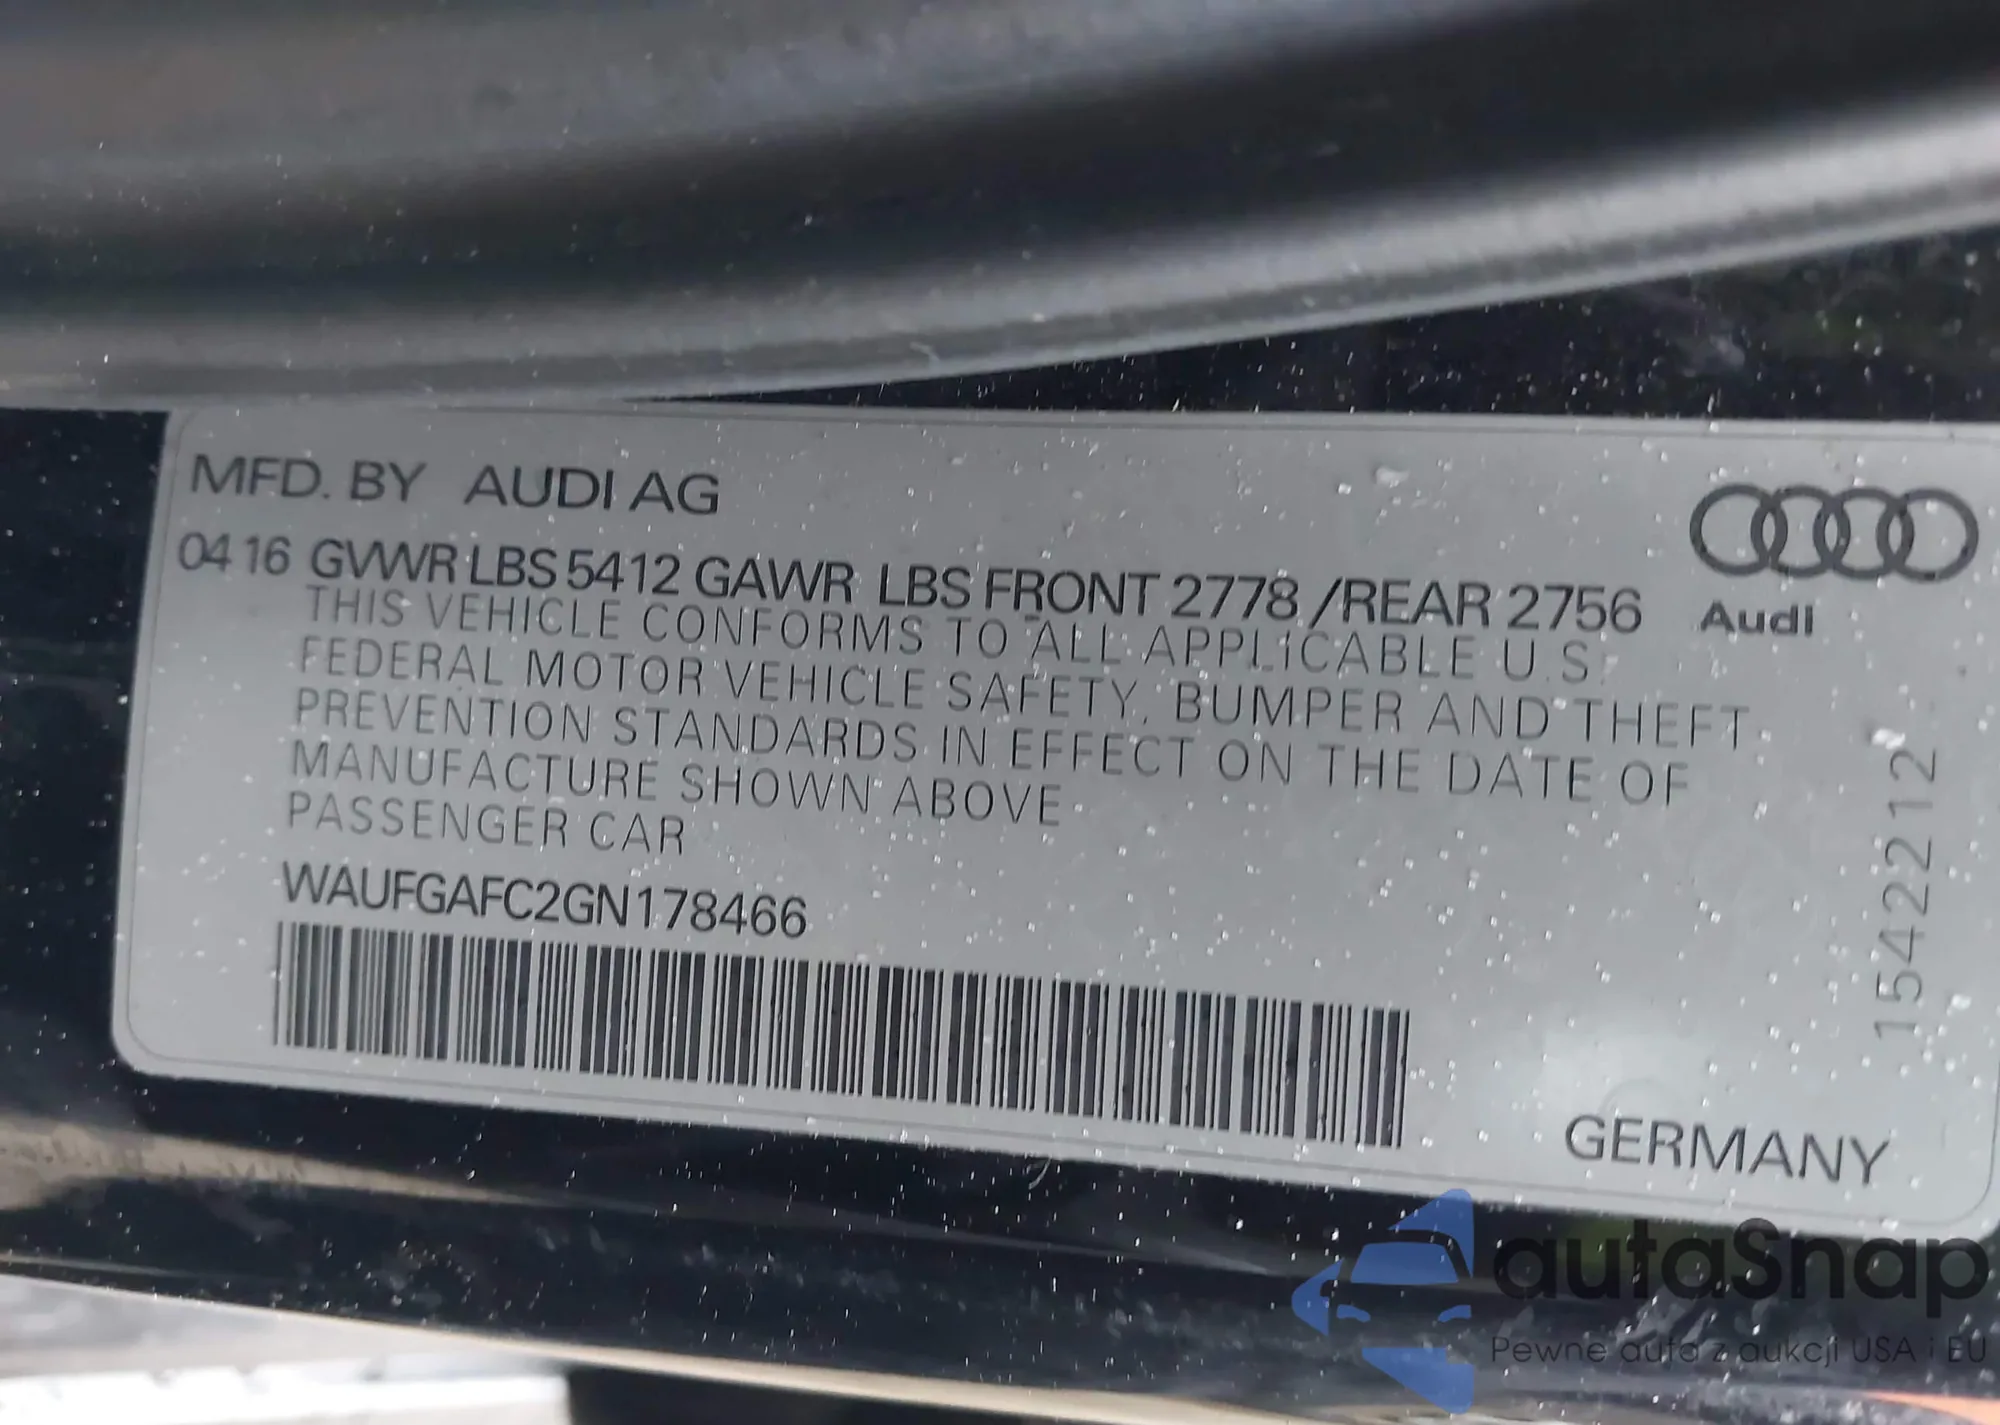 MFD. BY AUDI AG
04 16 GVWR LBS 5412 GAWR LBS FRONT 2778 / REAR 2756
THIS VEHICLE CONFORMS TO ALL APPLICABLE U.S.
FEDERAL MOTOR VEHICLE SAFETY, BUMPER AND THEFT
PREVENTION STANDARDS IN EFFECT ON THE DATE OF
MANUFACTURE SHOWN ABOVE
PASSENGER CAR
WAUFGAFC2GN178466
Audi
1542212
GERMANY
autaSnap
Pewne auta z aukcji USA i EU